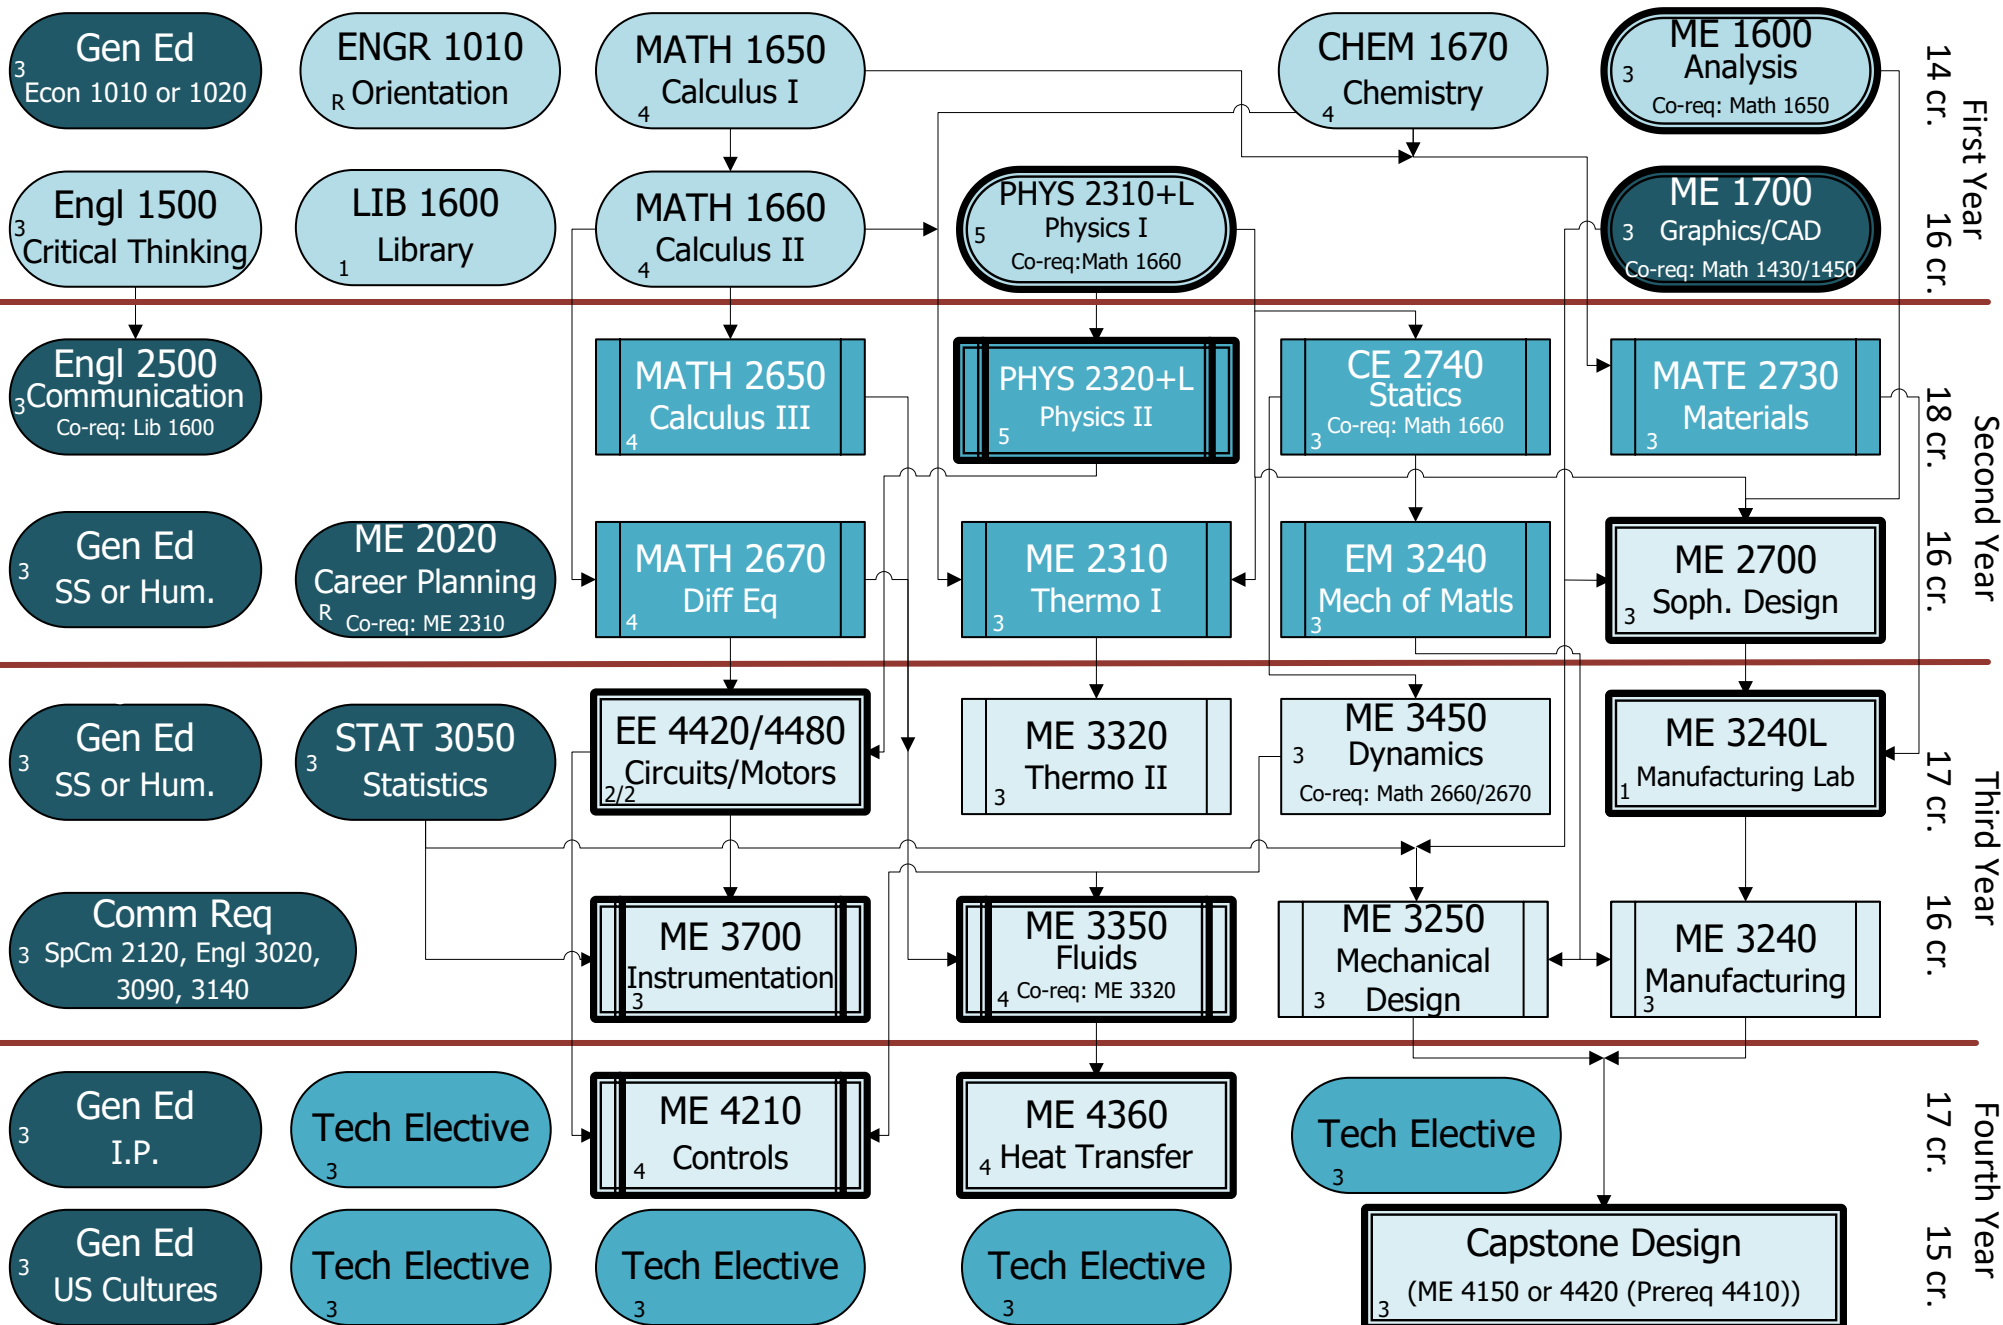 Gen Ed
3
Econ 1010 or 1020
ENGR 1010
R Orientation
MATH 1650
Calculus I
4
CHEM 1670
Chemistry
4
ME 1600
Analysis
3
Co-req: Math 1650
14 cr.
First Year
Engl 1500
3
Critical Thinking
LIB 1600
Library
1
MATH 1660
Calculus II
4
PHYS 2310+L
Physics I
5
Co-req:Math 1660
ME 1700
3 Graphics/CAD
Co-req: Math 1430/1450
16 cr.
Engl 2500
3 Communication
Co-req: Lib 1600
MATH 2650
Calculus III
4
PHYS 2320+L
Physics II
5
CE 2740
Statics
3 Co-req: Math 1660
MATE 2730
Materials
3
18 cr.
Second Year
Gen Ed
3
SS or Hum.
ME 2020
Career Planning
R Co-req: ME 2310
MATH 2670
Diff Eq
4
ME 2310
Thermo I
3
EM 3240
Mech of Matls
3
ME 2700
Soph. Design
3
16 cr.
Gen Ed
3
SS or Hum.
STAT 3050
3
Statistics
EE 4420/4480
Circuits/Motors
2/2
ME 3320
Thermo II
3
ME 3450
3 Dynamics
Co-req: Math 2660/2670
ME 3240L
Manufacturing Lab
1
17 cr.
Third Year
Comm Req
3 SpCm 2120, Engl 3020,
3090, 3140
ME 3700
Instrumentation
3
ME 3350
Fluids
4 Co-req: ME 3320
ME 3250
Mechanical
Design
3
ME 3240
Manufacturing
3
16 cr.
Gen Ed
3
I.P.
Tech Elective
3
ME 4210
Controls
4
ME 4360
4 Heat Transfer
Tech Elective
3
17 cr.
Fourth Year
Gen Ed
3
US Cultures
Tech Elective
3
Tech Elective
3
Tech Elective
3
Capstone Design
(ME 4150 or 4420 (Prereq 4410))
3
15 cr.